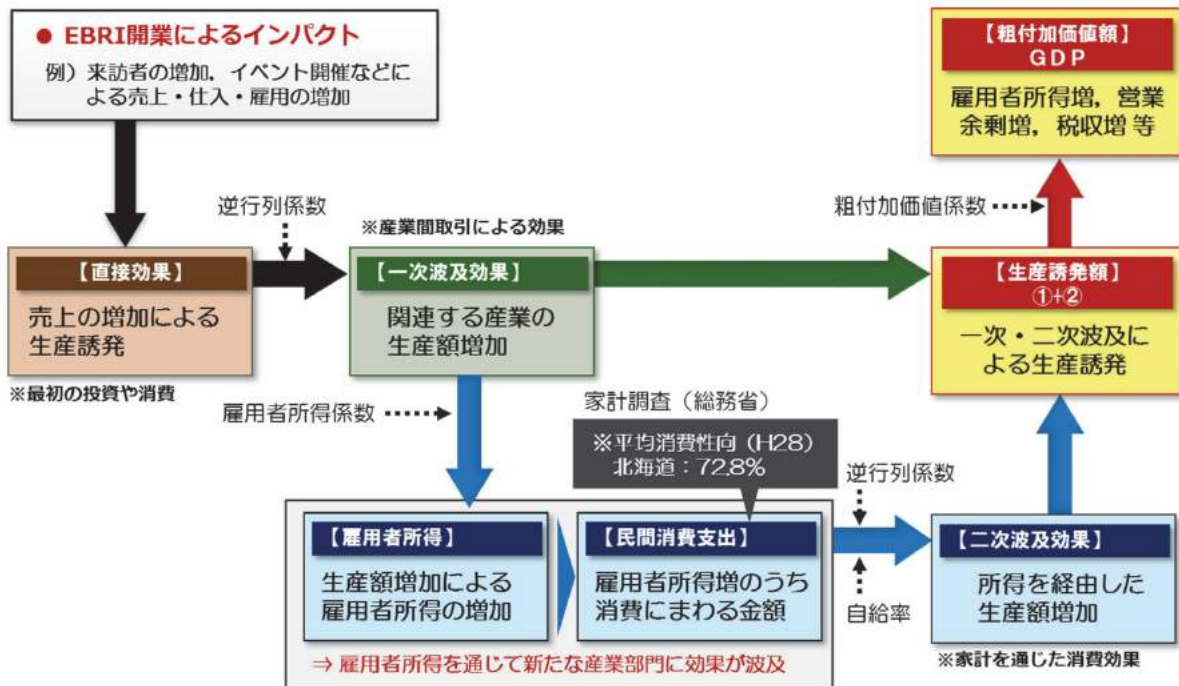 ● EBRI開業によるインパクト
例）来訪者の増加，イベント開催などに
よる売上・仕入・雇用の増加
【粗付加価値額】
GDP
雇用者所得増，営業
余剰増，税収増 等
逆行列係数
※産業間取引による効果
粗付加価値係数
【直接効果】
売上の増加による
生産誘発
※最初の投資や消費
【一次波及効果】
関連する産業の
生産額増加
【生産誘発額】
①+②
一次・二次波及に
よる生産誘発
雇用者所得係数
家計調査（総務省）
※平均消費性向（H28）
北海道：72.8%
逆行列係数
自給率
【雇用者所得】
生産額増加による
雇用者所得の増加
【民間消費支出】
雇用者所得増のうち
消費にまわる金額
⇒ 雇用者所得を通じて新たな産業部門に効果が波及
【二次波及効果】
所得を経由した
生産額増加
※家計を通じた消費効果